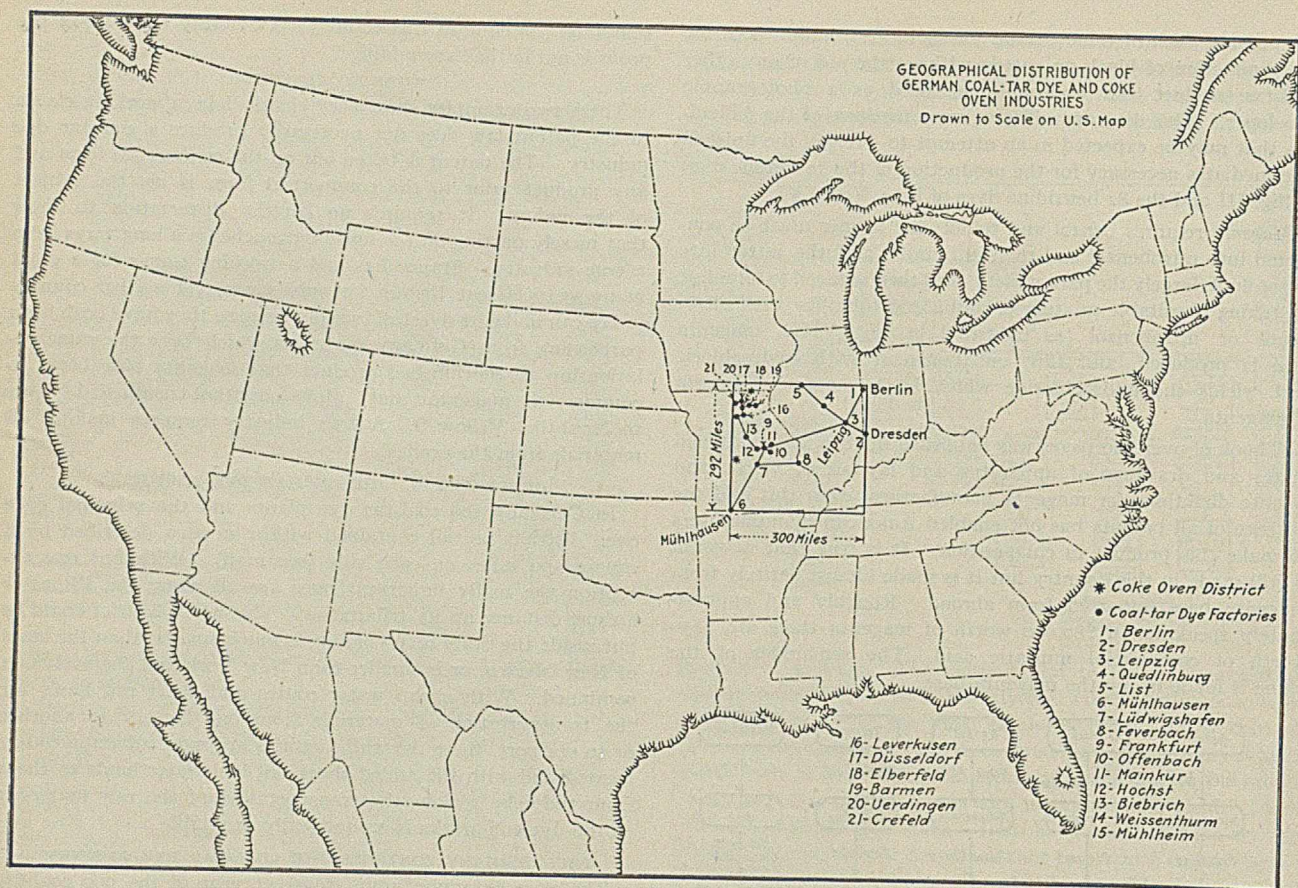 GEOGRAPHICAL DISTRIBUTION OF
GERMAN COAL-TAR DYE AND COKE
OVEN INDUSTRIES
Drawn to Scale on U.S. Map
21 20 17 18 19
5
4
1
Berlin
16
3
9
13
11
Dresden
2
Leipzig
12
10
8
7
292 Miles
6
Mühlhausen
300 Miles
✷ Coke Oven District
• Coal-tar Dye Factories
1- Berlin
2- Dresden
3- Leipzig
4- Quedlinburg
5- List
6- Mühlhausen
7- Lüdwigshafen
8- Feverbach
9- Frankfurt
10- Offenbach
11- Mainkur
12- Hochst
13- Biebrich
14- Weissenthurm
15- Mühlheim
16- Leverkusen
17- Düsseldorf
18- Elberfeld
19- Barmen
20- Uerdingen
21- Crefeld